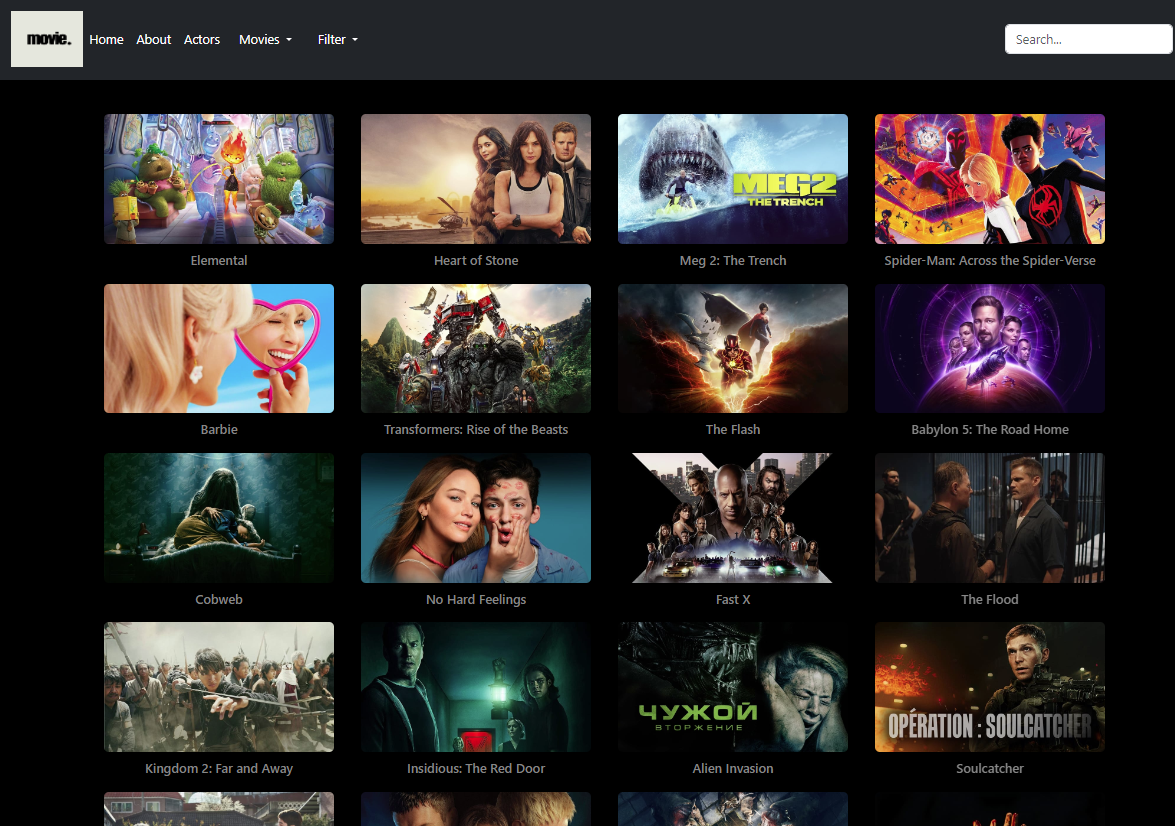 movie.
Home
About
Actors
Movies
Filter
Search...
MEG2
THE TRENCH
Elemental
Heart of Stone
Meg 2: The Trench
Spider-Man: Across the Spider-Verse
Barbie
Transformers: Rise of the Beasts
The Flash
Babylon 5: The Road Home
Cobweb
No Hard Feelings
Fast X
The Flood
ЧУЖОЙ
ВТОРЖЕНИЕ
OPÉRATION : SOULCATCHER
Kingdom 2: Far and Away
Insidious: The Red Door
Alien Invasion
Soulcatcher